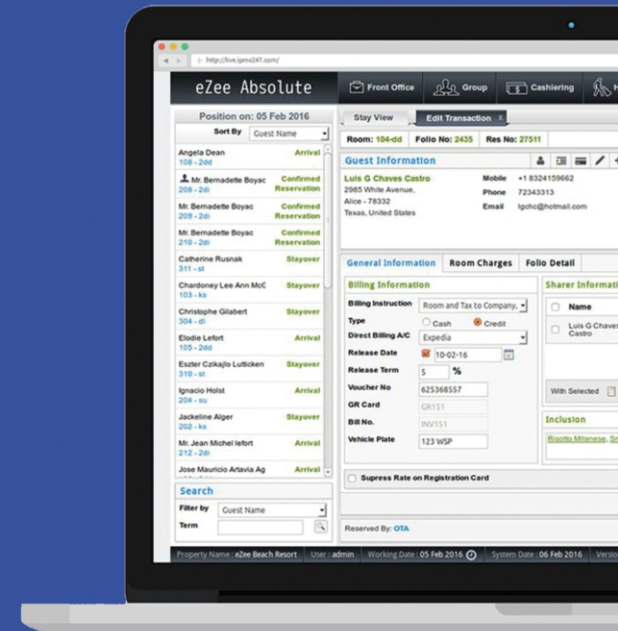 http://live.ipms247.com/
eZee Absolute
Front Office
Group
Cashiering
Position on: 05 Feb 2016
Sort By Guest Name
Angela Dean Arrival
108 - 2dd
Mr. Bernadette Boyac Confirmed
208 - 2di Reservation
Mr. Bernadette Boyac Confirmed
209 - 2di Reservation
Mr. Bernadette Boyac Confirmed
210 - 2di Reservation
Catherine Rusnak Stayover
311 - st
Chardoney Lee Ann McC Stayover
103 - ks
Christophe Gilabert Stayover
304 - di
Elodie Lefort Arrival
105 - 2dd
Eszter Czikajlo Lutticken Stayover
310 - st
Ignacio Holst Arrival
204 - su
Jackeline Alger Stayover
202 - ks
Mr. Jean Michel lefort Arrival
212 - 2di
Jose Mauricio Artavia Ag Arrival
Search
Filter by Guest Name
Term
Stay View Edit Transaction X
Room: 104-dd Folio No: 2435 Res No: 27511
Guest Information
Luis G Chaves Castro Mobile +1 8324159662
2985 White Avenue, Phone 72343313
Alice - 78332 Email lgchc@hotmail.com
Texas, United States
General Information Room Charges Folio Detail
Billing Information
Billing Instruction Room and Tax to Company,
Type Cash Credit
Direct Billing A/C Expedia
Release Date 10-02-16
Release Term 5 %
Voucher No 625368557
GR Card GR151
Bill No. INV151
Vehicle Plate 123 WSP
Sharer Informati
Name
Luis G Chaves
Castro
With Selected
Inclusion
Risotto Milanese,
Supress Rate on Registration Card
Reserved By: OTA
Property Name : eZee Beach Resort User : admin Working Date : 05 Feb 2016 System Date : 06 Feb 2016 Versio